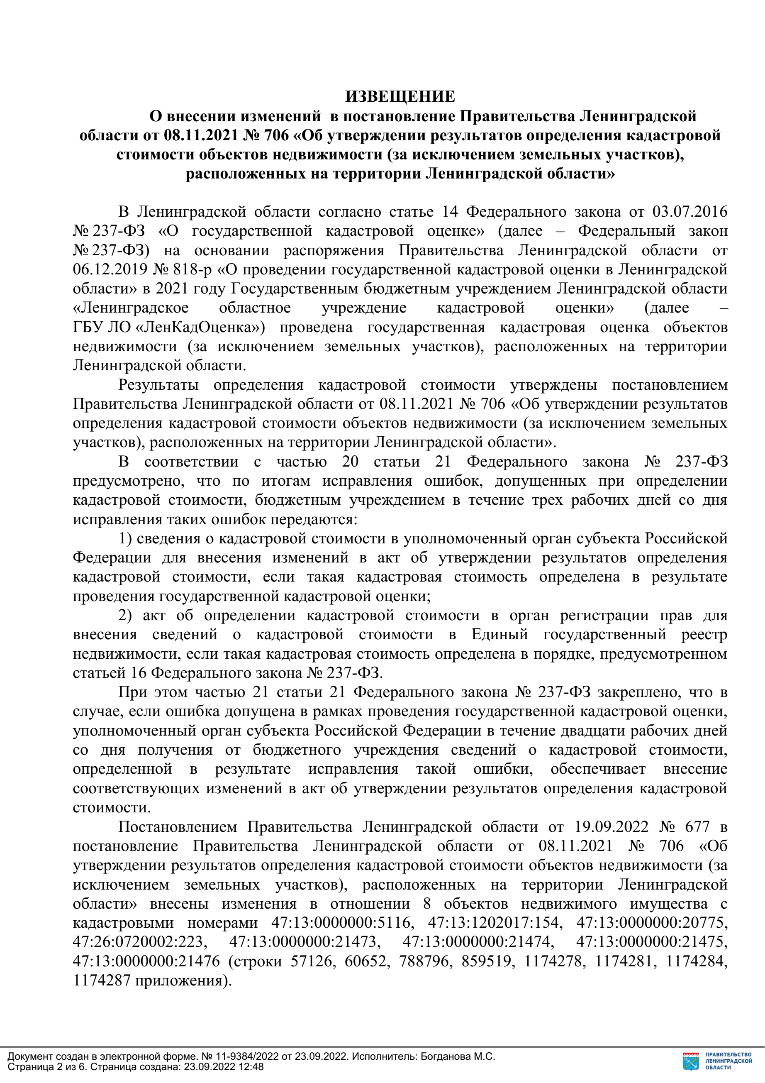 ИЗВЕЩЕНИЕ
О внесении изменений в постановление Правительства Ленинградской
области от 08.11.2021 № 706 «Об утверждении результатов определения кадастровой
стоимости объектов недвижимости (за исключением земельных участков),
расположенных на территории Ленинградской области»
В Ленинградской области согласно статье 14 Федерального закона от 03.07.2016
№ 237-ФЗ «О государственной кадастровой оценке» (далее – Федеральный закон
№ 237-ФЗ) на основании распоряжения Правительства Ленинградской области от
06.12.2019 № 818-р «О проведении государственной кадастровой оценки в Ленинградской
области» в 2021 году Государственным бюджетным учреждением Ленинградской области
«Ленинградское областное учреждение кадастровой оценки» (далее –
ГБУ ЛО «ЛенКадОценка») проведена государственная кадастровая оценка объектов
недвижимости (за исключением земельных участков), расположенных на территории
Ленинградской области.
Результаты определения кадастровой стоимости утверждены постановлением
Правительства Ленинградской области от 08.11.2021 № 706 «Об утверждении результатов
определения кадастровой стоимости объектов недвижимости (за исключением земельных
участков), расположенных на территории Ленинградской области».
В соответствии с частью 20 статьи 21 Федерального закона № 237-ФЗ
предусмотрено, что по итогам исправления ошибок, допущенных при определении
кадастровой стоимости, бюджетным учреждением в течение трех рабочих дней со дня
исправления таких ошибок передаются:
1) сведения о кадастровой стоимости в уполномоченный орган субъекта Российской
Федерации для внесения изменений в акт об утверждении результатов определения
кадастровой стоимости, если такая кадастровая стоимость определена в результате
проведения государственной кадастровой оценки;
2) акт об определении кадастровой стоимости в орган регистрации прав для
внесения сведений о кадастровой стоимости в Единый государственный реестр
недвижимости, если такая кадастровая стоимость определена в порядке, предусмотренном
статьей 16 Федерального закона № 237-ФЗ.
При этом частью 21 статьи 21 Федерального закона № 237-ФЗ закреплено, что в
случае, если ошибка допущена в рамках проведения государственной кадастровой оценки,
уполномоченный орган субъекта Российской Федерации в течение двадцати рабочих дней
со дня получения от бюджетного учреждения сведений о кадастровой стоимости,
определенной в результате исправления такой ошибки, обеспечивает внесение
соответствующих изменений в акт об утверждении результатов определения кадастровой
стоимости.
Постановлением Правительства Ленинградской области от 19.09.2022 № 677 в
постановление Правительства Ленинградской области от 08.11.2021 № 706 «Об
утверждении результатов определения кадастровой стоимости объектов недвижимости (за
исключением земельных участков), расположенных на территории Ленинградской
области» внесены изменения в отношении 8 объектов недвижимого имущества с
кадастровыми номерами 47:13:0000000:5116, 47:13:1202017:154, 47:13:0000000:20775,
47:26:0720002:223, 47:13:0000000:21473, 47:13:0000000:21474, 47:13:0000000:21475,
47:13:0000000:21476 (строки 57126, 60652, 788796, 859519, 1174278, 1174281, 1174284,
1174287 приложения).
Документ создан в электронной форме. № 11-9384/2022 от 23.09.2022. Исполнитель: Богданова М.С.
Страница 2 из 6. Страница создана: 23.09.2022 12:48
ПРАВИТЕЛЬСТВО
ЛЕНИНГРАДСКОЙ
ОБЛАСТИ